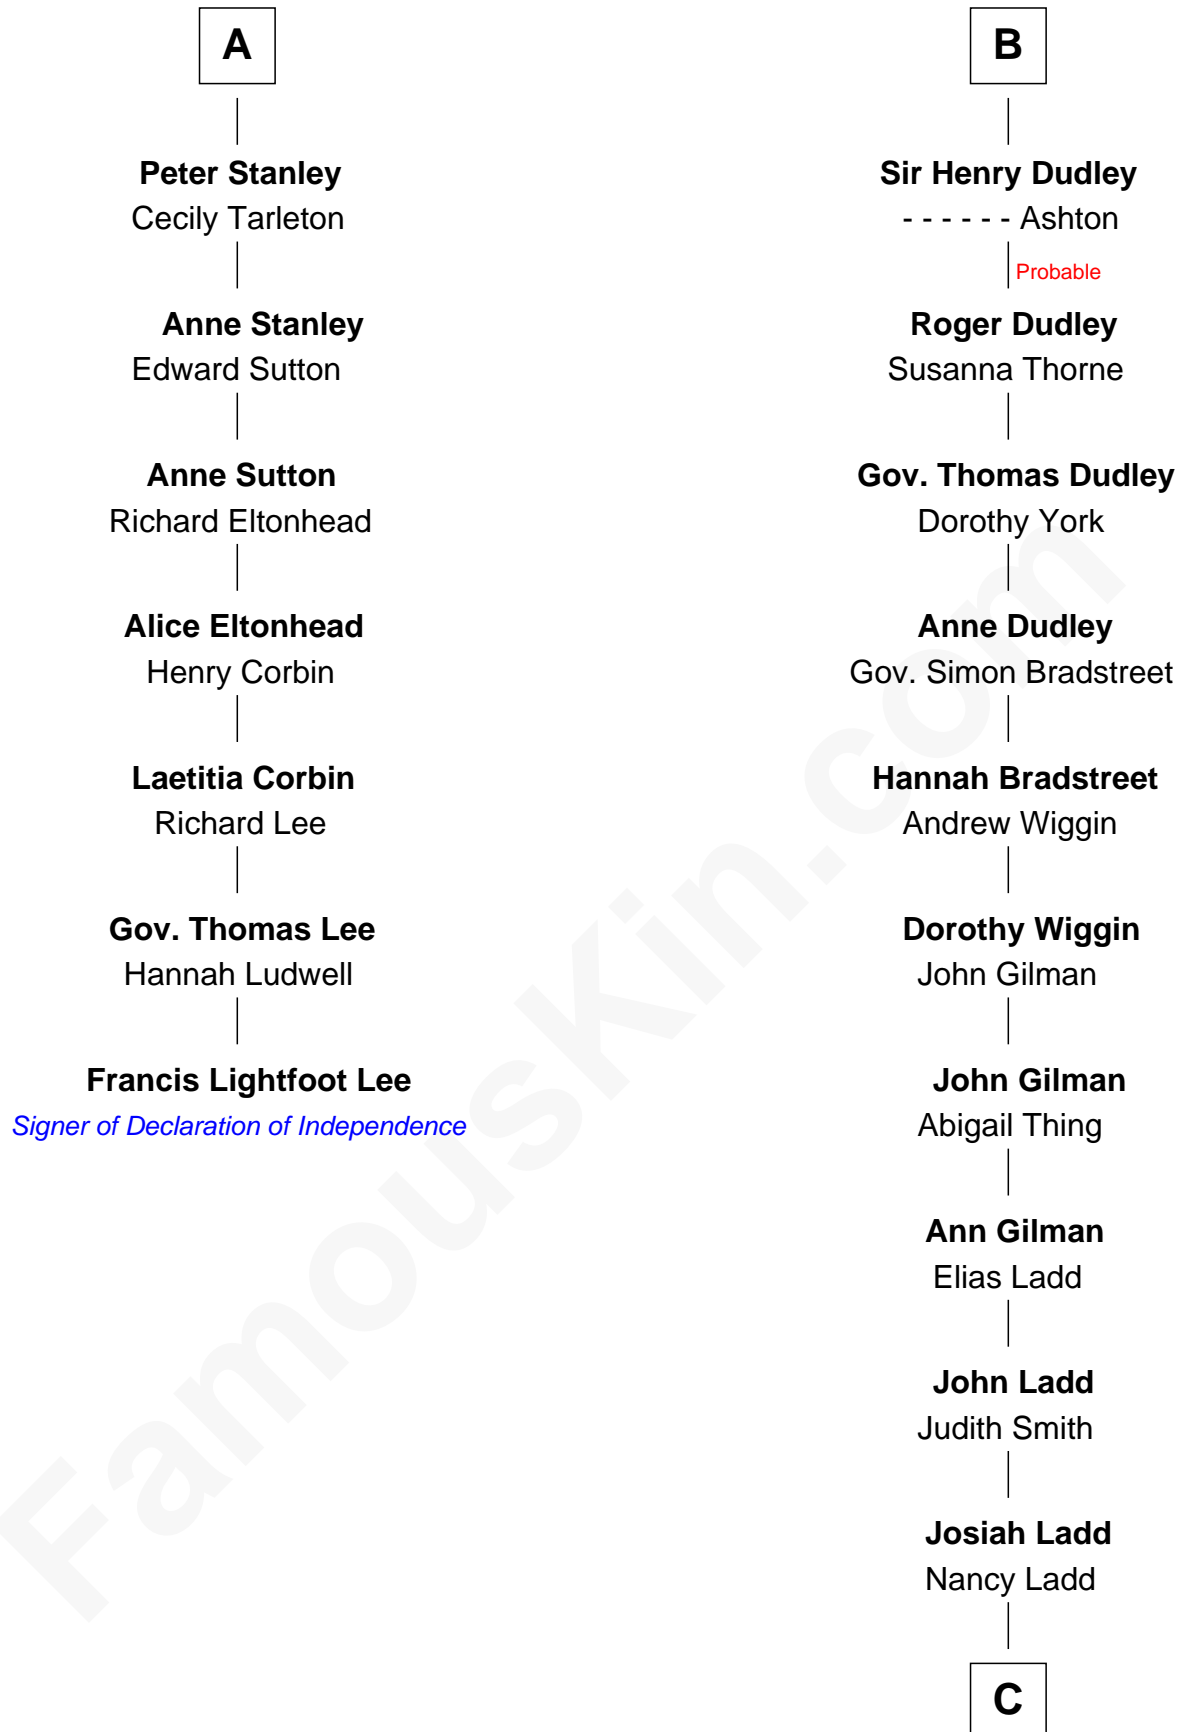 A
Peter Stanley
Cecily Tarleton
Anne Stanley
Edward Sutton
Anne Sutton
Richard Eltonhead
Alice Eltonhead
Henry Corbin
Laetitia Corbin
Richard Lee
Gov. Thomas Lee
Hannah Ludwell
Francis Lightfoot Lee
Signer of Declaration of Independence
B
Sir Henry Dudley
- - - - - - Ashton
Probable
Roger Dudley
Susanna Thorne
Gov. Thomas Dudley
Dorothy York
Anne Dudley
Gov. Simon Bradstreet
Hannah Bradstreet
Andrew Wiggin
Dorothy Wiggin
John Gilman
John Gilman
Abigail Thing
Ann Gilman
Elias Ladd
John Ladd
Judith Smith
Josiah Ladd
Nancy Ladd
C
FamousKin.com